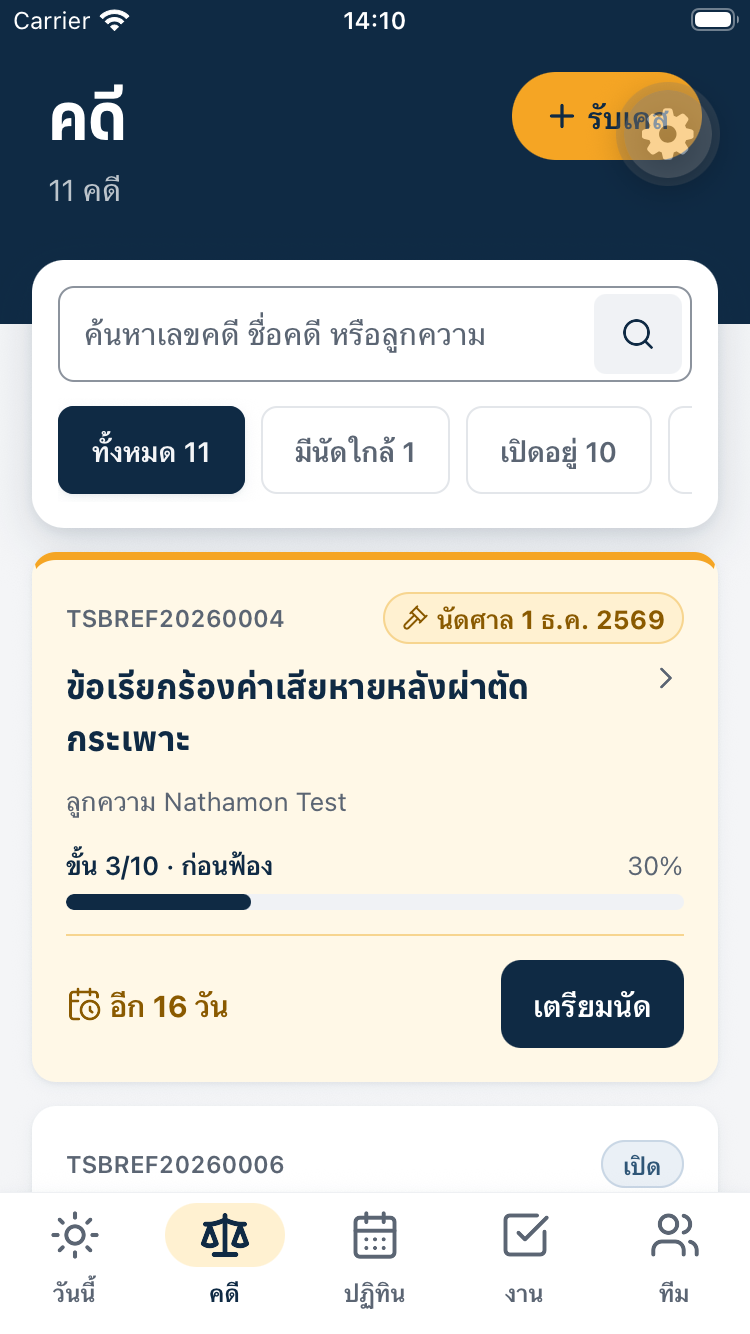 Carrier
14:10
คดี
+ รับเคส
11 คดี
ค้นหาเลขคดี ชื่อคดี หรือลูกความ
ทั้งหมด 11
มีนัดใกล้ 1
เปิดอยู่ 10
TSBREF20260004
นัดศาล 1 ธ.ค. 2569
ข้อเรียกร้องค่าเสียหายหลังผ่าตัด
กระเพาะ
ลูกความ Nathamon Test
ขั้น 3/10 · ก่อนฟ้อง
30%
อีก 16 วัน
เตรียมนัด
TSBREF20260006
เปิด
วันนี้
คดี
ปฏิทิน
งาน
ทีม